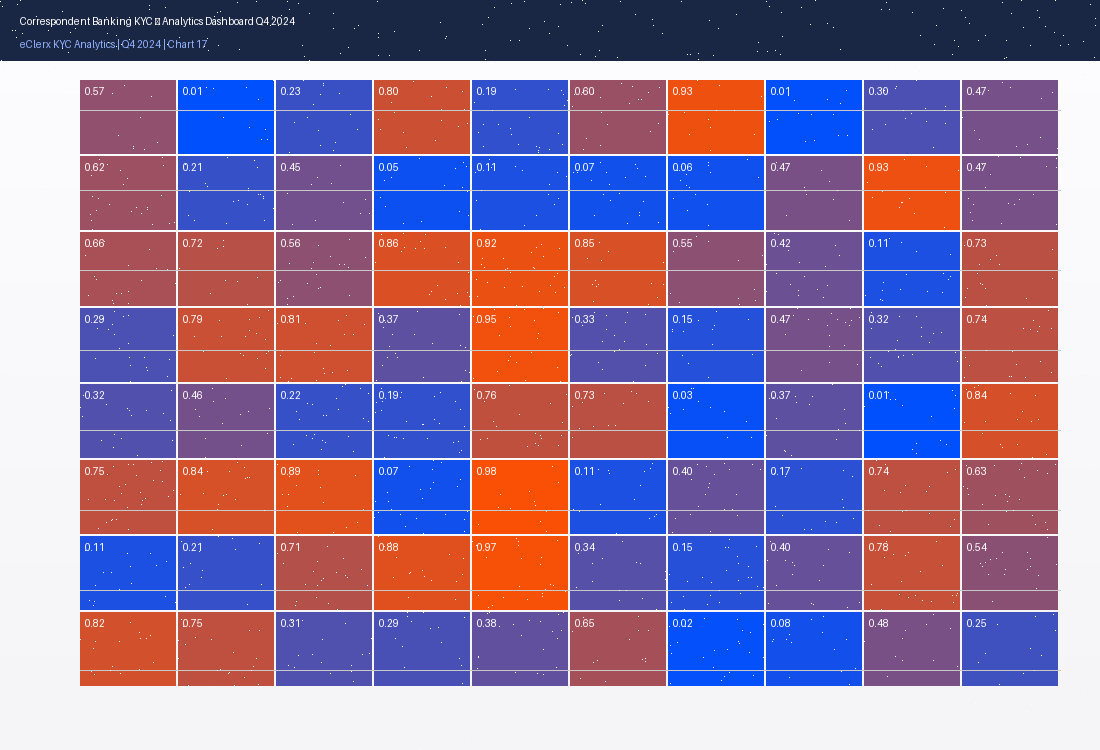 Correspondent Banking KYC � Analytics Dashboard Q4 2024
eClerx KYC Analytics | Q4 2024 | Chart 17
0.57 0.01 0.23 0.80 0.19 0.60 0.93 0.01 0.30 0.47
0.62 0.21 0.45 0.05 0.11 0.07 0.06 0.47 0.93 0.47
0.66 0.72 0.56 0.86 0.92 0.85 0.55 0.42 0.11 0.73
0.29 0.79 0.81 0.37 0.95 0.33 0.15 0.47 0.32 0.74
0.32 0.46 0.22 0.19 0.76 0.73 0.03 0.37 0.01 0.84
0.75 0.84 0.89 0.07 0.98 0.11 0.40 0.17 0.74 0.63
0.11 0.21 0.71 0.88 0.97 0.34 0.15 0.40 0.78 0.54
0.82 0.75 0.31 0.29 0.38 0.65 0.02 0.08 0.48 0.25